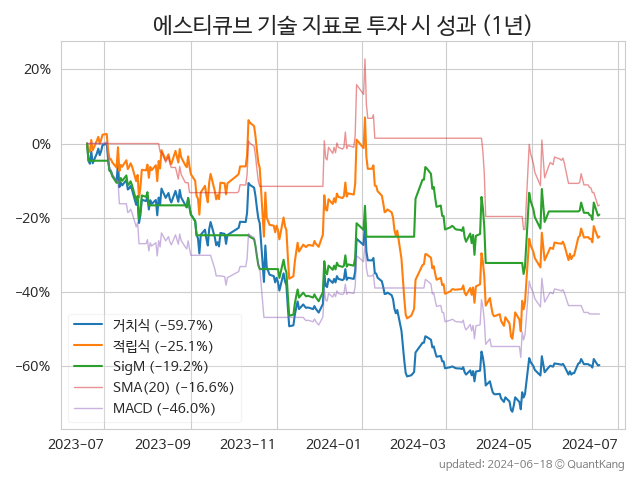 에스티큐브 기술 지표로 투자 시 성과 (1년)
20%
0%
−20%
−40%
−60%
거치식 (−59.7%)
적립식 (−25.1%)
SigM (−19.2%)
SMA(20) (−16.6%)
MACD (−46.0%)
2023-07 2023-09 2023-11 2024-01 2024-03 2024-05 2024-07
updated: 2024-06-18 ⓒ QuantKang